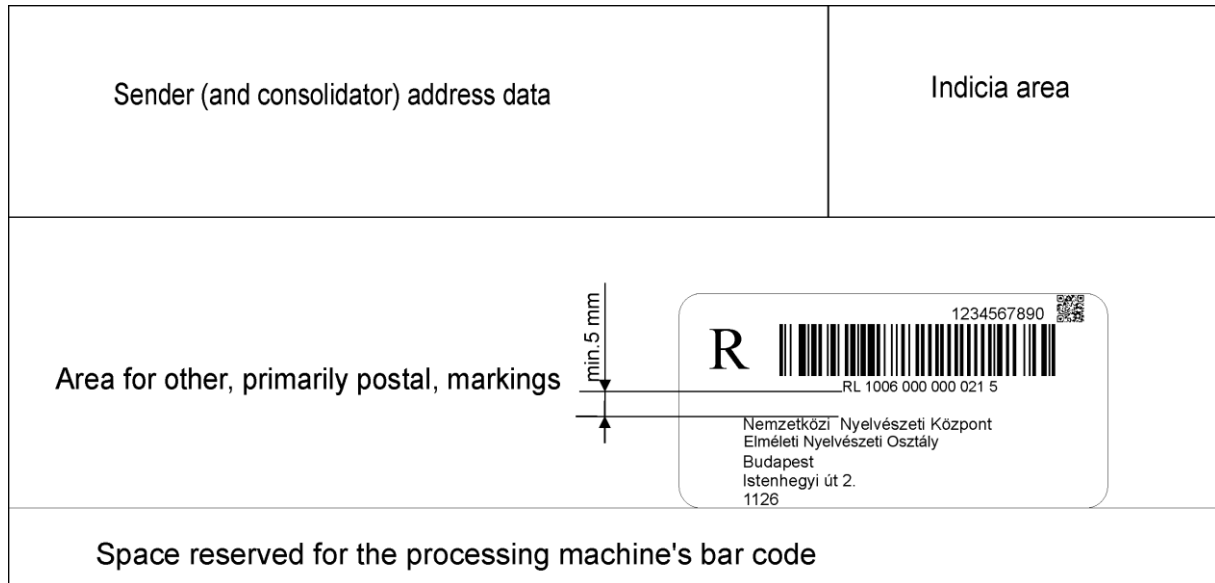 Sender (and consolidator) address data
Indicia area
Area for other, primarily postal, markings
min.5 mm
1234567890
R
RL 1006 000 000 021 5
Nemzetközi Nyelvészeti Központ
Elméleti Nyelvészeti Osztály
Budapest
Istenhegyi út 2.
1126
Space reserved for the processing machine's bar code